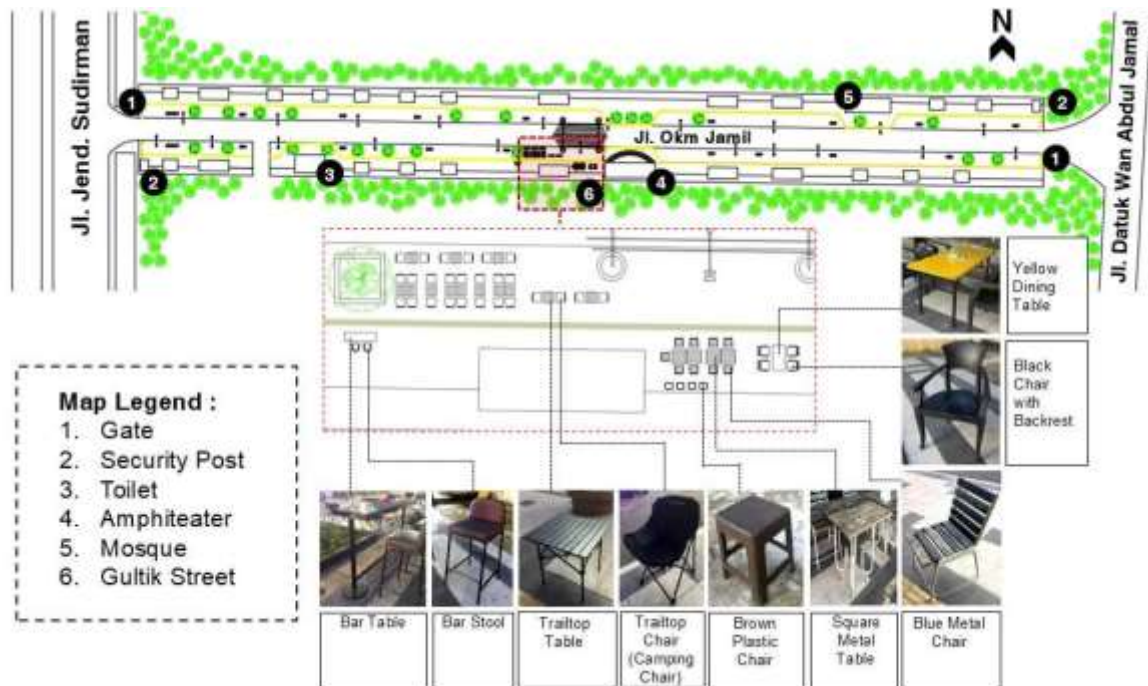 Jl. Jend. Sudirman
N
1
5
2
Jl. Okm Jamil
1
2
3
6
4
Jl. Datuk Wan Abdul Jamal
Yellow
Dining
Table
Black
Chair
with
Backrest
Map Legend :
1. Gate
2. Security Post
3. Toilet
4. Amphiteater
5. Mosque
6. Gultik Street
Bar Table
Bar Stool
Trailtop
Table
Trailtop
Chair
(Camping
Chair)
Brown
Plastic
Chair
Square
Metal
Table
Blue Metal
Chair